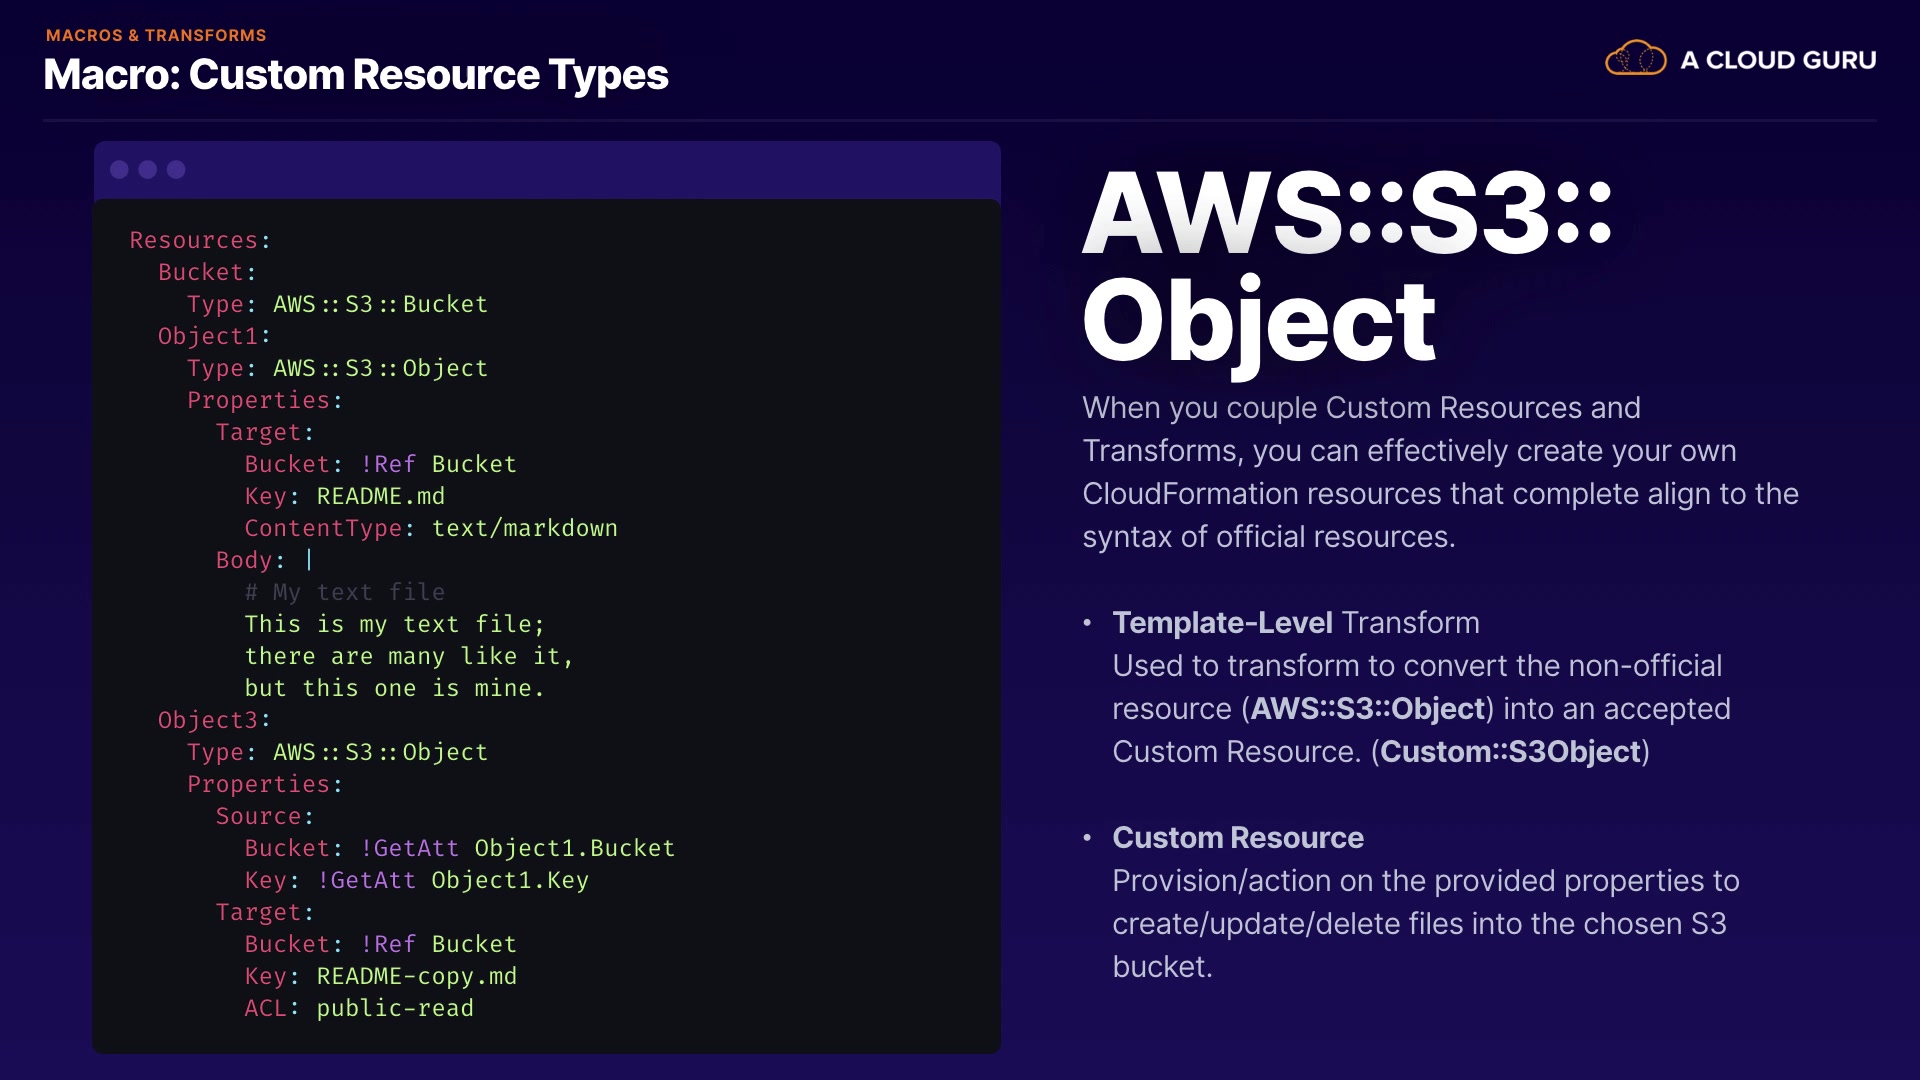 MACROS & TRANSFORMS
Macro: Custom Resource Types
A CLOUD GURU
Resources:
  Bucket:
    Type: AWS::S3::Bucket
  Object1:
    Type: AWS::S3::Object
    Properties:
      Target:
        Bucket: !Ref Bucket
        Key: README.md
        ContentType: text/markdown
      Body: |
        # My text file
        This is my text file;
        there are many like it,
        but this one is mine.
  Object3:
    Type: AWS::S3::Object
    Properties:
      Source:
        Bucket: !GetAtt Object1.Bucket
        Key: !GetAtt Object1.Key
      Target:
        Bucket: !Ref Bucket
        Key: README-copy.md
        ACL: public-read
AWS::S3::
Object
When you couple Custom Resources and
Transforms, you can effectively create your own
CloudFormation resources that complete align to the
syntax of official resources.
• Template-Level Transform
Used to transform to convert the non-official
resource (AWS::S3::Object) into an accepted
Custom Resource. (Custom::S3Object)
• Custom Resource
Provision/action on the provided properties to
create/update/delete files into the chosen S3
bucket.